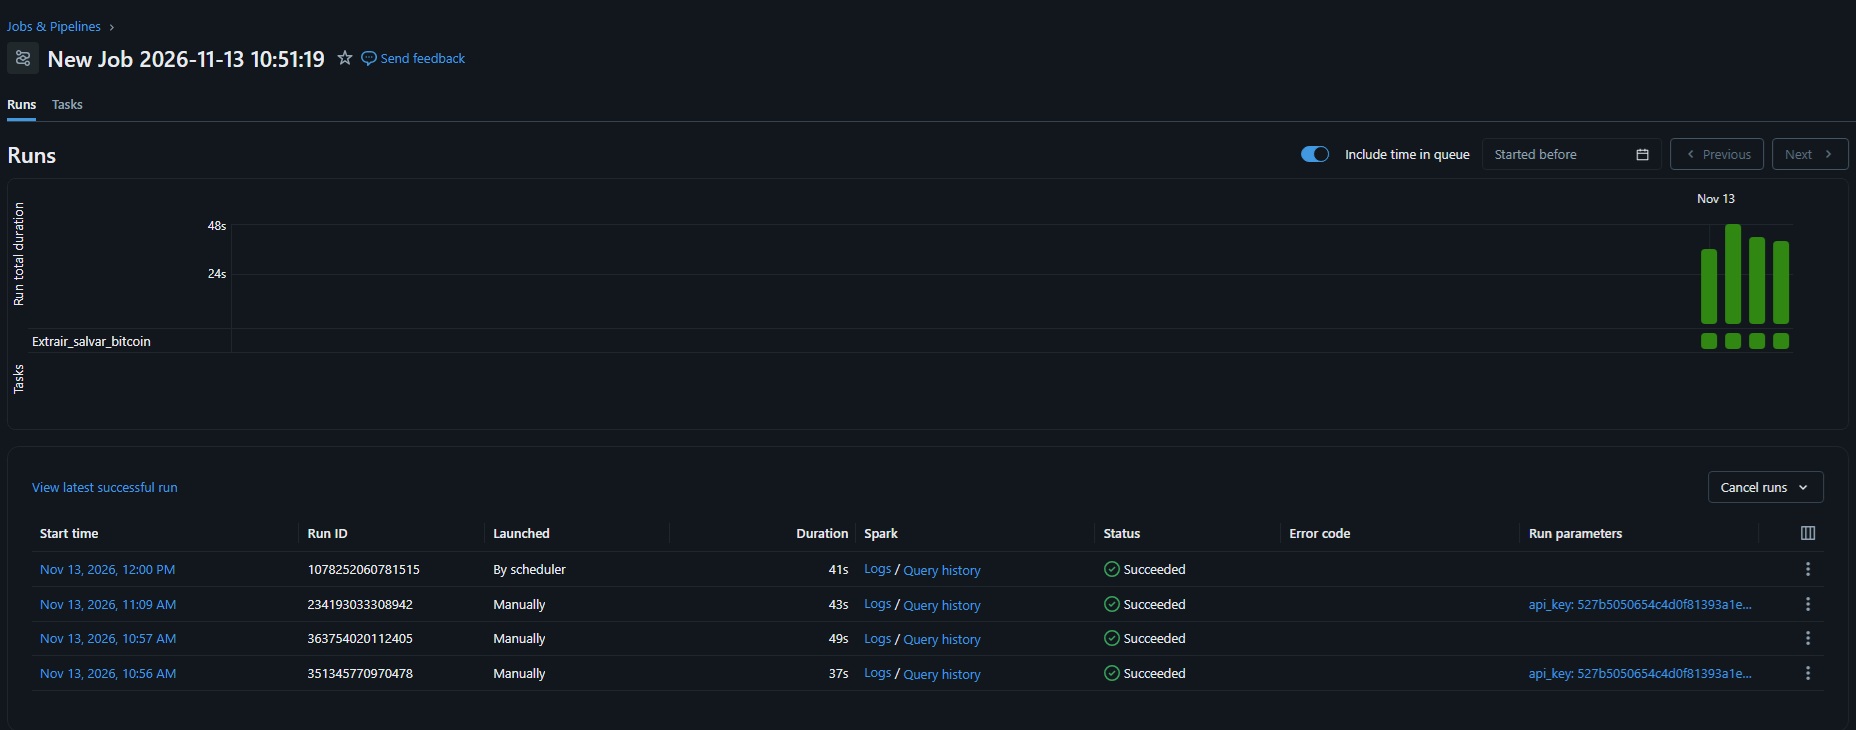 Jobs & Pipelines
New Job 2026-11-13 10:51:19 Send feedback
Runs Tasks
Runs Include time in queue Started before Previous Next
Nov 13
Run total duration
48s
24s
Extrair_salvar_bitcoin
Tasks
View latest successful run Cancel runs
Start time Run ID Launched Duration Spark Status Error code Run parameters
Nov 13, 2026, 12:00 PM 1078252060781515 By scheduler 41s Logs / Query history Succeeded
Nov 13, 2026, 11:09 AM 234193033308942 Manually 43s Logs / Query history Succeeded api_key: 527b5050654c4d0f81393a1e...
Nov 13, 2026, 10:57 AM 363754020112405 Manually 49s Logs / Query history Succeeded
Nov 13, 2026, 10:56 AM 351345770970478 Manually 37s Logs / Query history Succeeded api_key: 527b5050654c4d0f81393a1e...